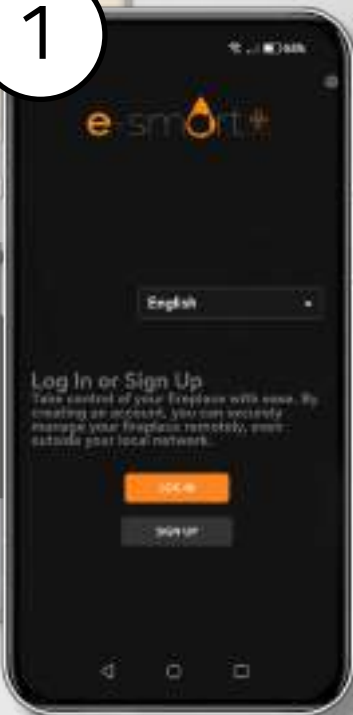 1
68%
e-smart+
English
Log In or Sign Up
Take control of your fireplace with ease. By
creating an account, you can securely
manage your fireplace remotely, even
outside your local network.
LOG IN
SIGN UP